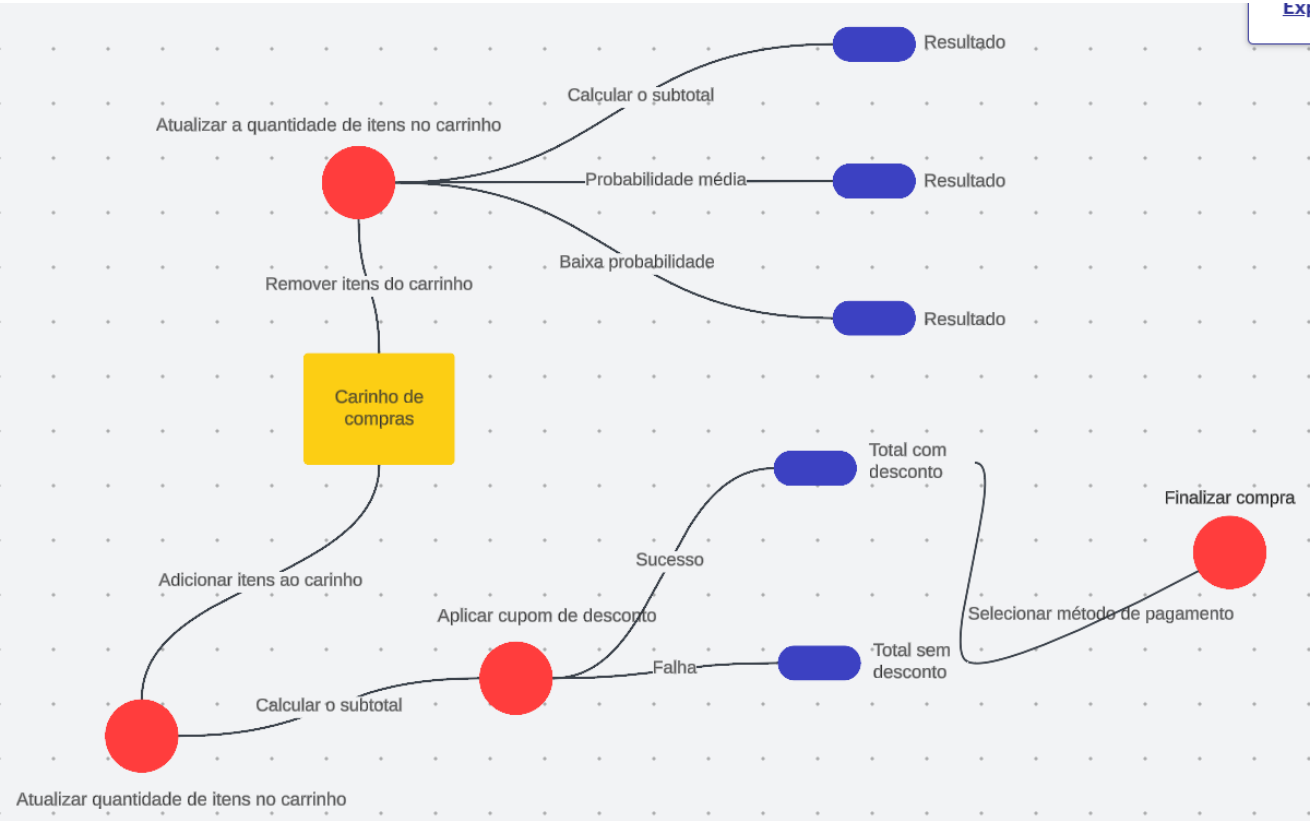 Resultado
Calcular o subtotal
Atualizar a quantidade de itens no carrinho
Probabilidade média
Resultado
Baixa probabilidade
Remover itens do carrinho
Resultado
Carinho de
compras
Total com
desconto
Finalizar compra
Sucesso
Adicionar itens ao carinho
Aplicar cupom de desconto
Selecionar método de pagamento
Total sem
desconto
Falha
Calcular o subtotal
Atualizar quantidade de itens no carrinho